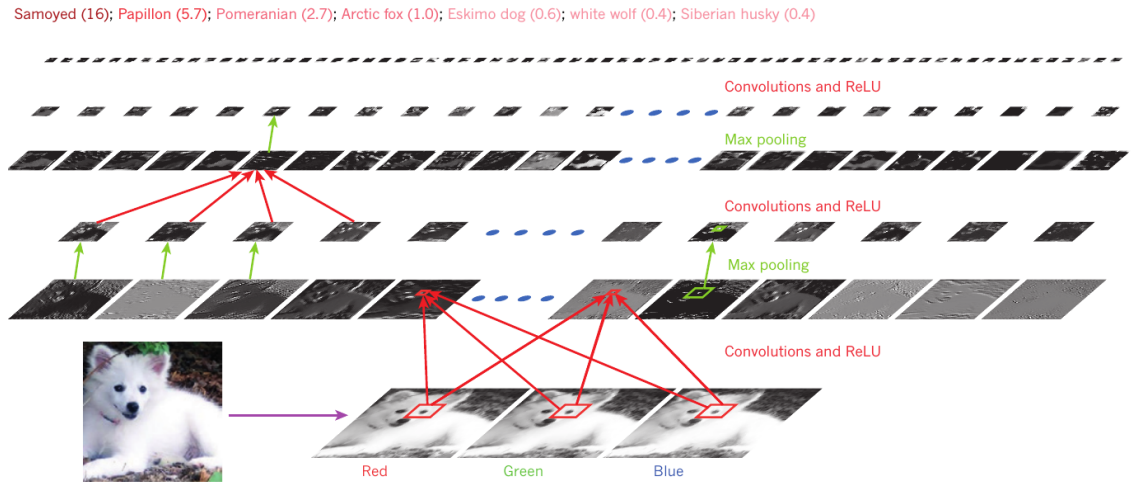 Samoyed (16); Papillon (5.7); Pomeranian (2.7); Arctic fox (1.0); Eskimo dog (0.6); white wolf (0.4); Siberian husky (0.4)
Convolutions and ReLU
Max pooling
Convolutions and ReLU
Max pooling
Convolutions and ReLU
Red
Green
Blue